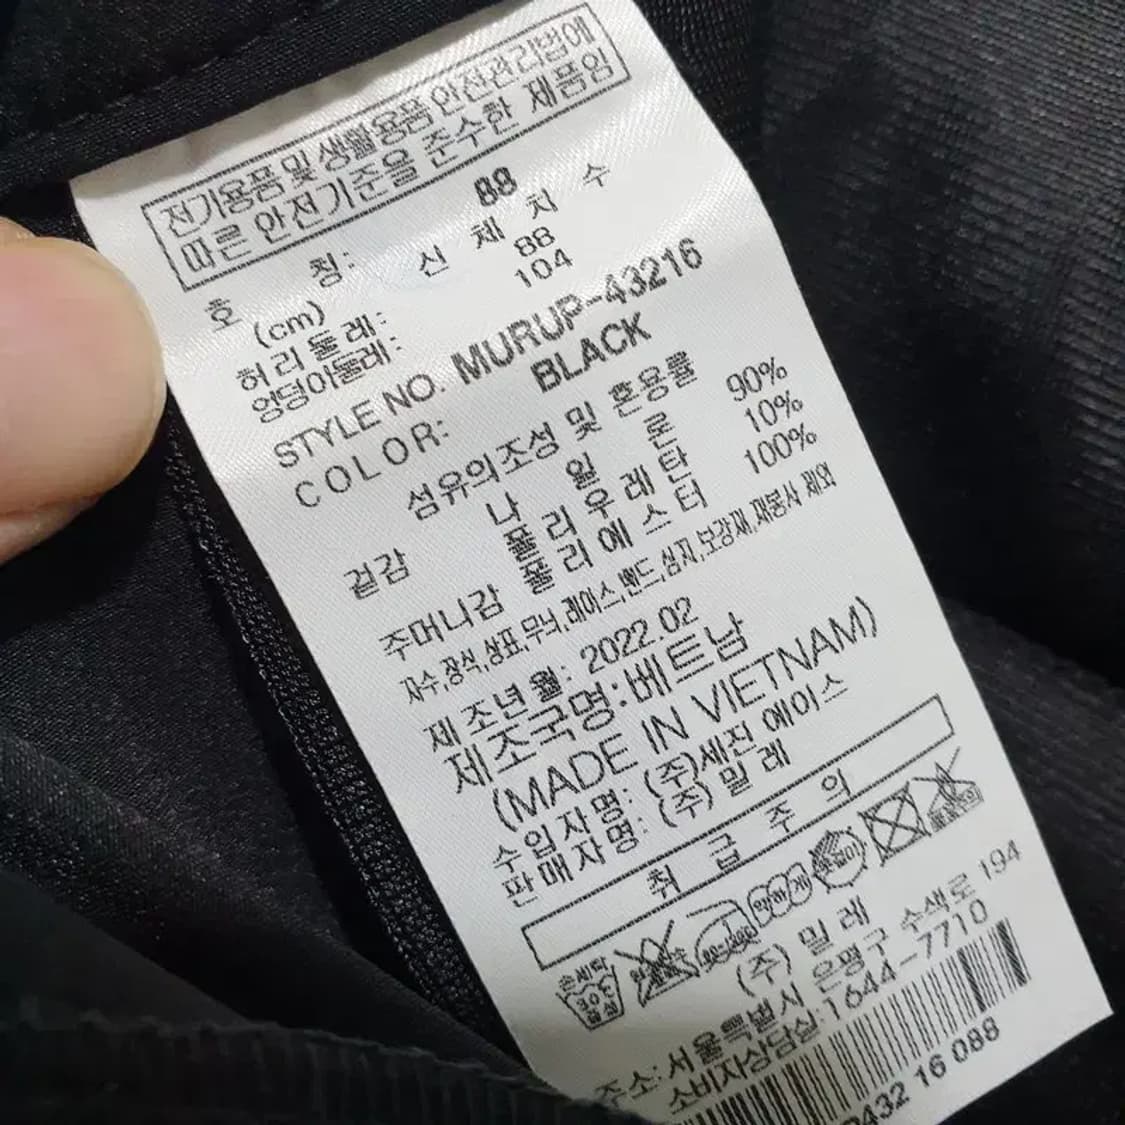 전기용품 및 생활용품 안전관리법에
따른 안전기준을 준수한 제품임
호 칭: 88
(cm) 신 체 치 수
허리둘레: 88
엉덩이둘레: 104
STYLE NO. MURUP-43216
COLOR: BLACK
섬유의조성 및 혼용률
겉감 나 일 론 90%
폴리우레탄 10%
주머니감 폴리에스터 100%
자수,장식,상표,무늬,레이스,밴드,심지,보강재,재봉사 제외
제조년월: 2022.02
제조국명:베트남
(MADE IN VIETNAM)
수입자명: (주)세진 에이스
판매자명: (주) 밀 레
취 급 주 의
손세탁
30℃
중성
약하게
(주) 밀 레
주소:서울특별시 은평구 수색로 194
소비자상담실:1644-7710
432 16 088